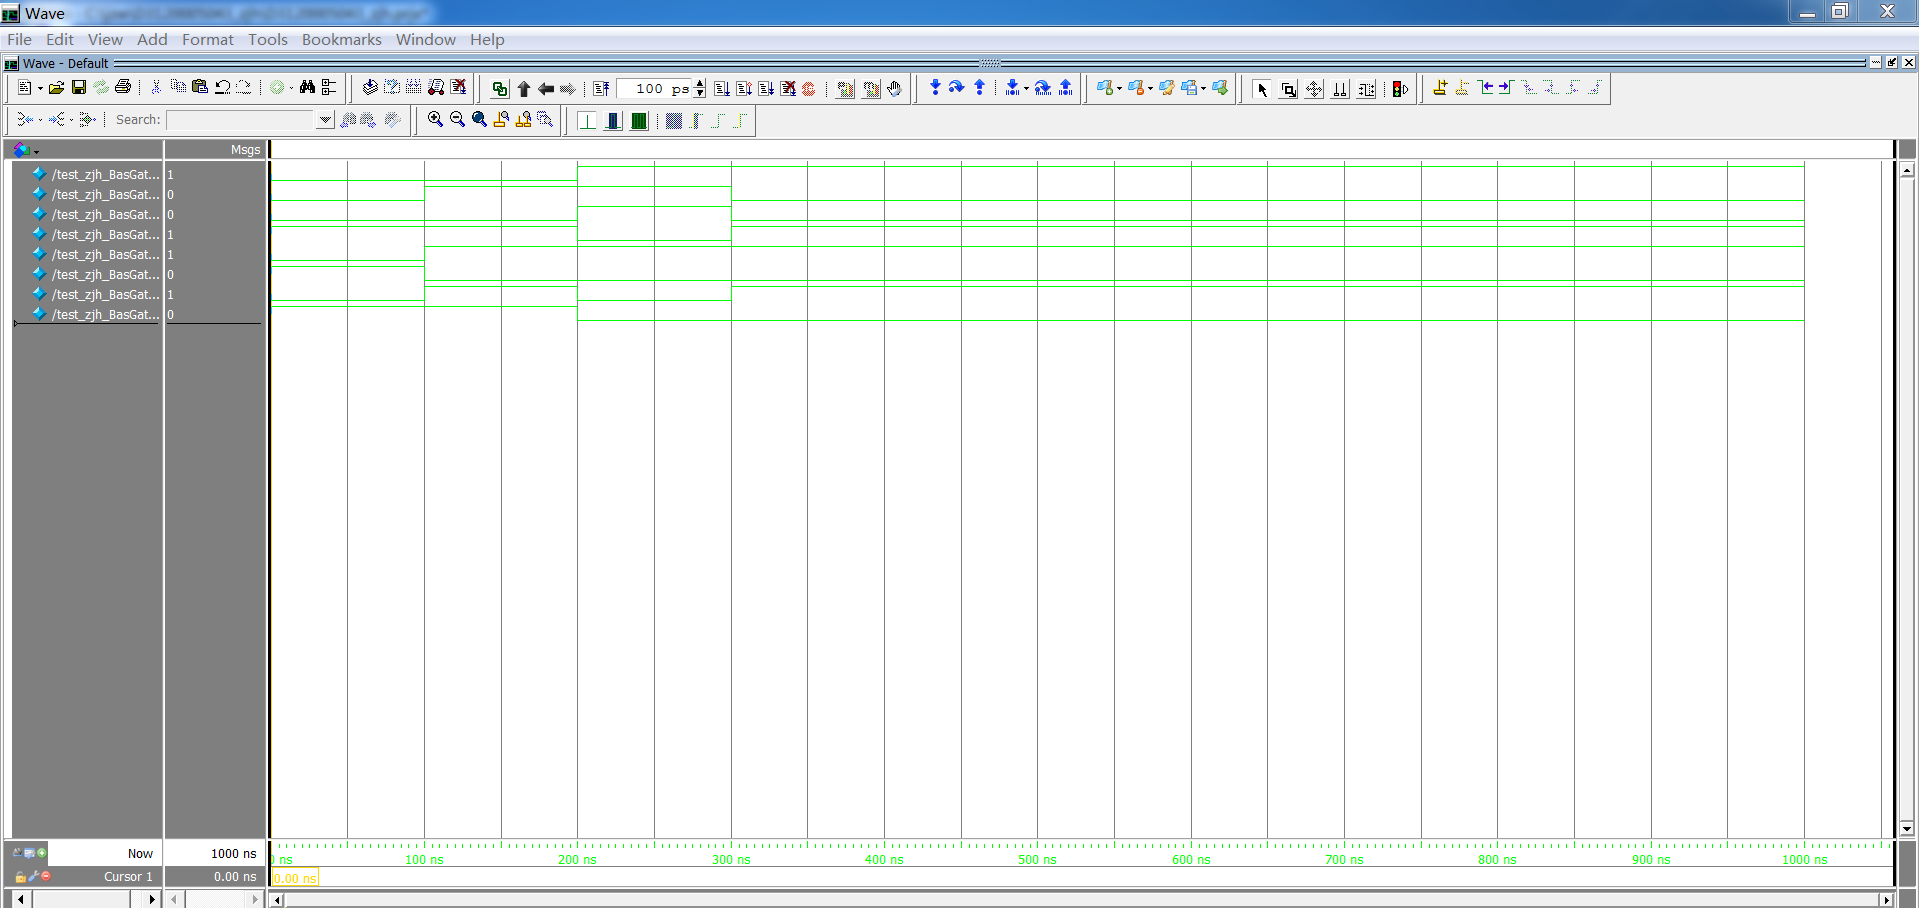 Wave
File Edit View Add Format Tools Bookmarks Window Help
Wave - Default
100 ps
Search:
Msgs
/test_zjh_BasGat... 1
/test_zjh_BasGat... 0
/test_zjh_BasGat... 0
/test_zjh_BasGat... 1
/test_zjh_BasGat... 1
/test_zjh_BasGat... 0
/test_zjh_BasGat... 1
/test_zjh_BasGat... 0
Now 1000 ns
ns 100 ns 200 ns 300 ns 400 ns 500 ns 600 ns 700 ns 800 ns 900 ns 1000 ns
Cursor 1 0.00 ns 0.00 ns